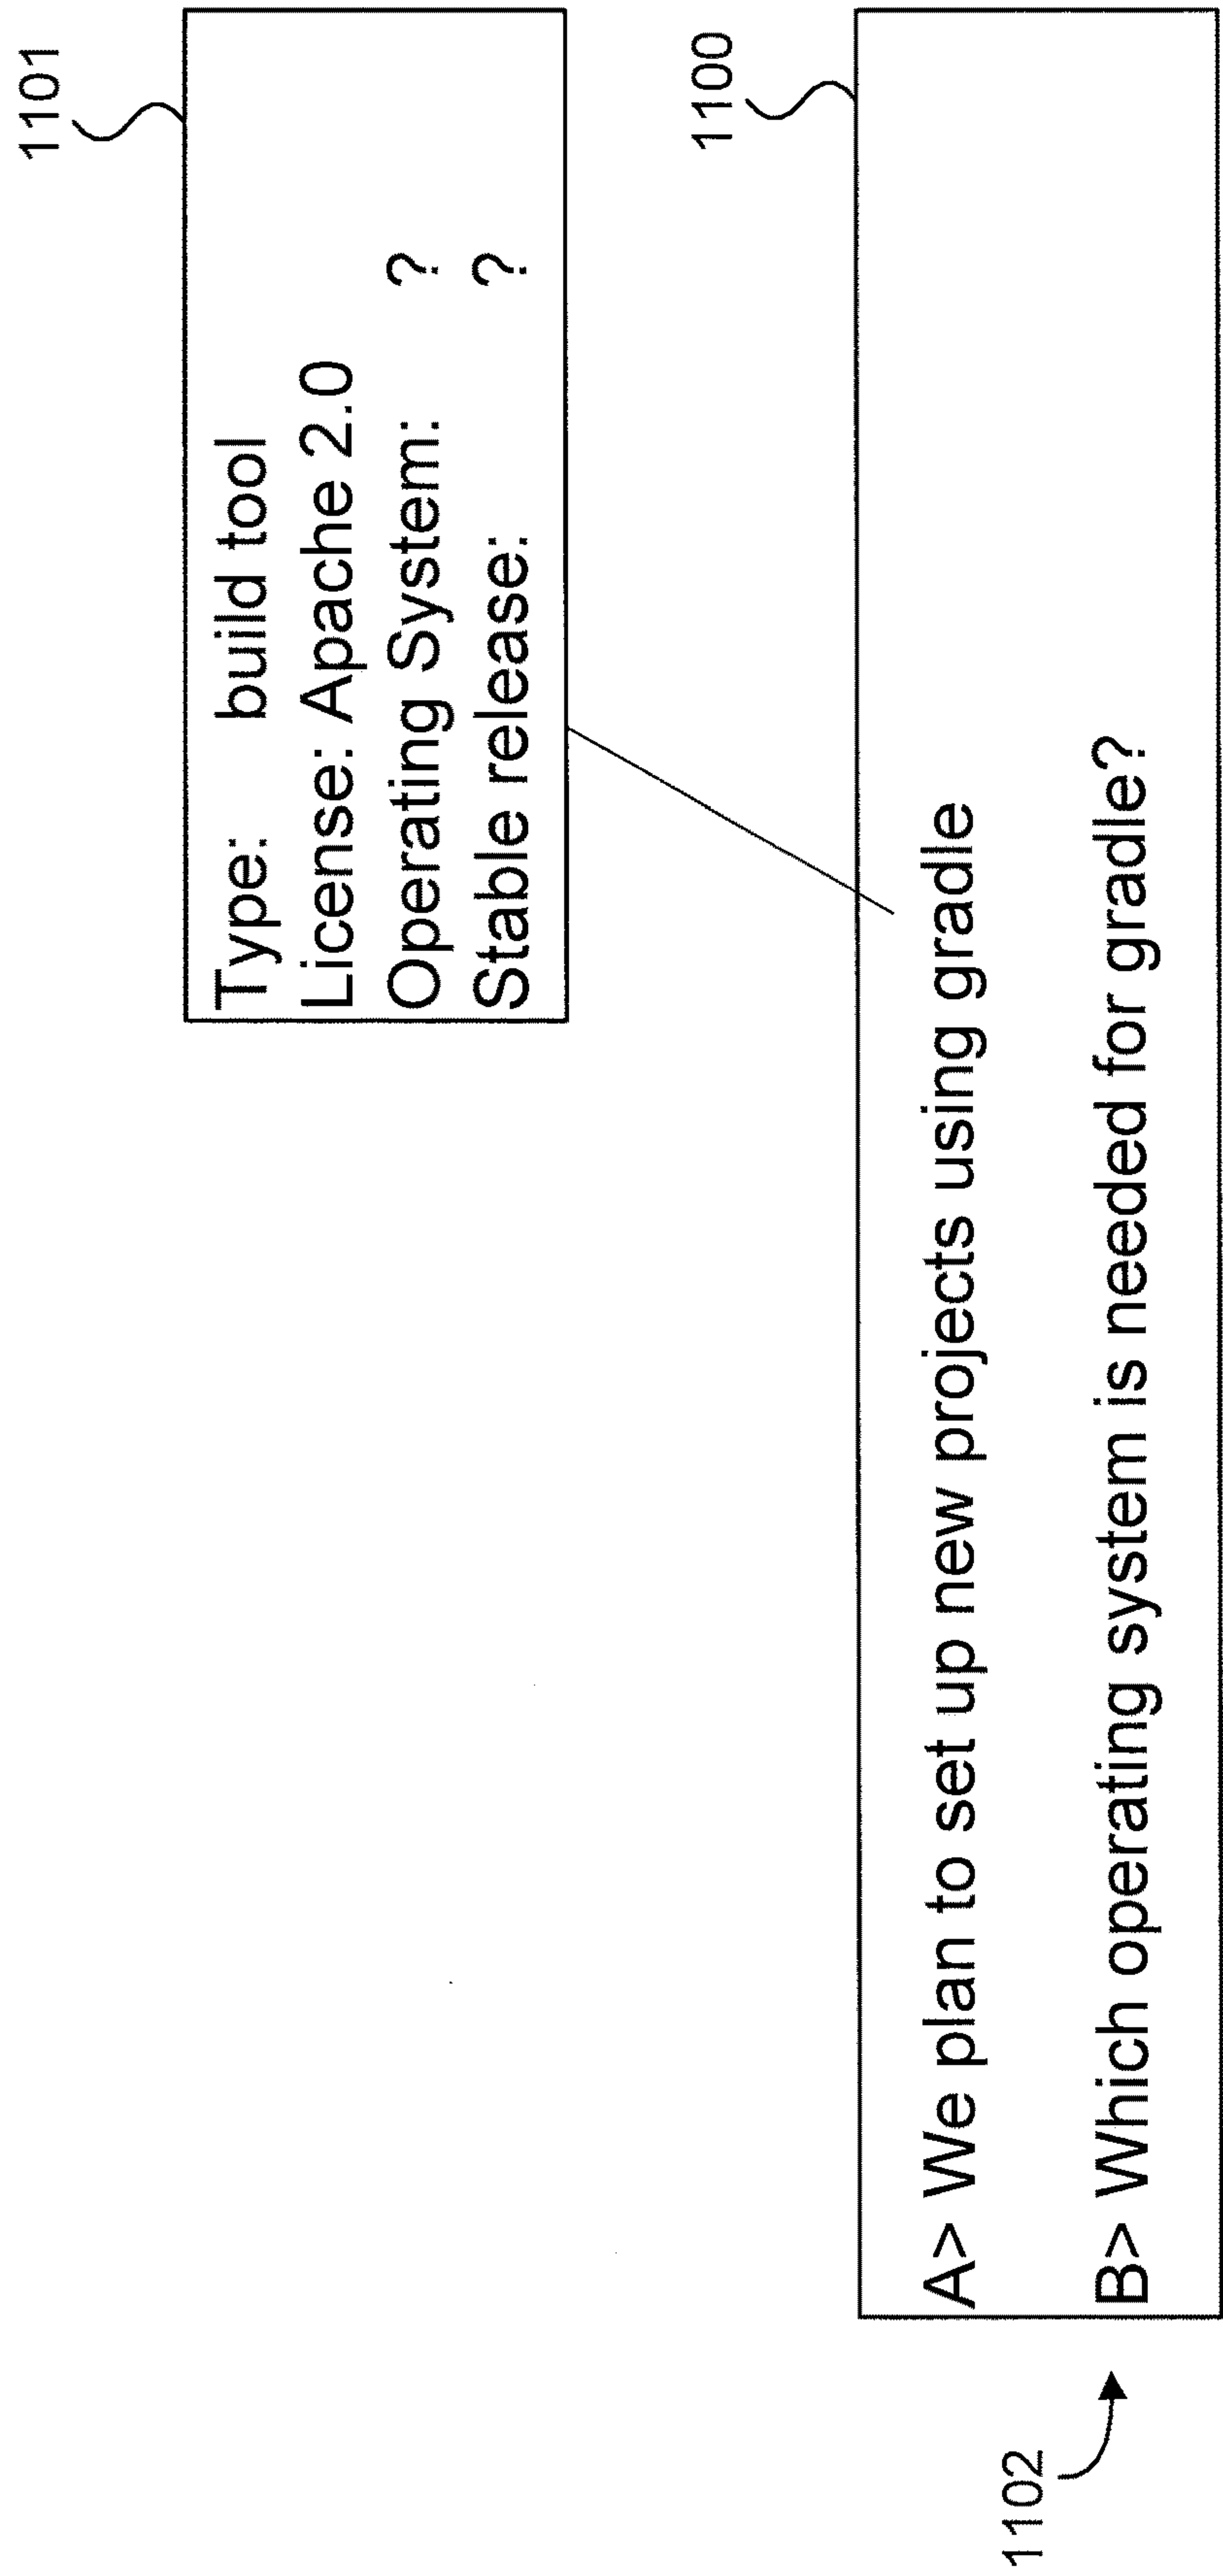 1101
Type: build tool
License: Apache 2.0
Operating System: ?
Stable release: ?
1100
A> We plan to set up new projects using gradle
B> Which operating system is needed for gradle?
1102